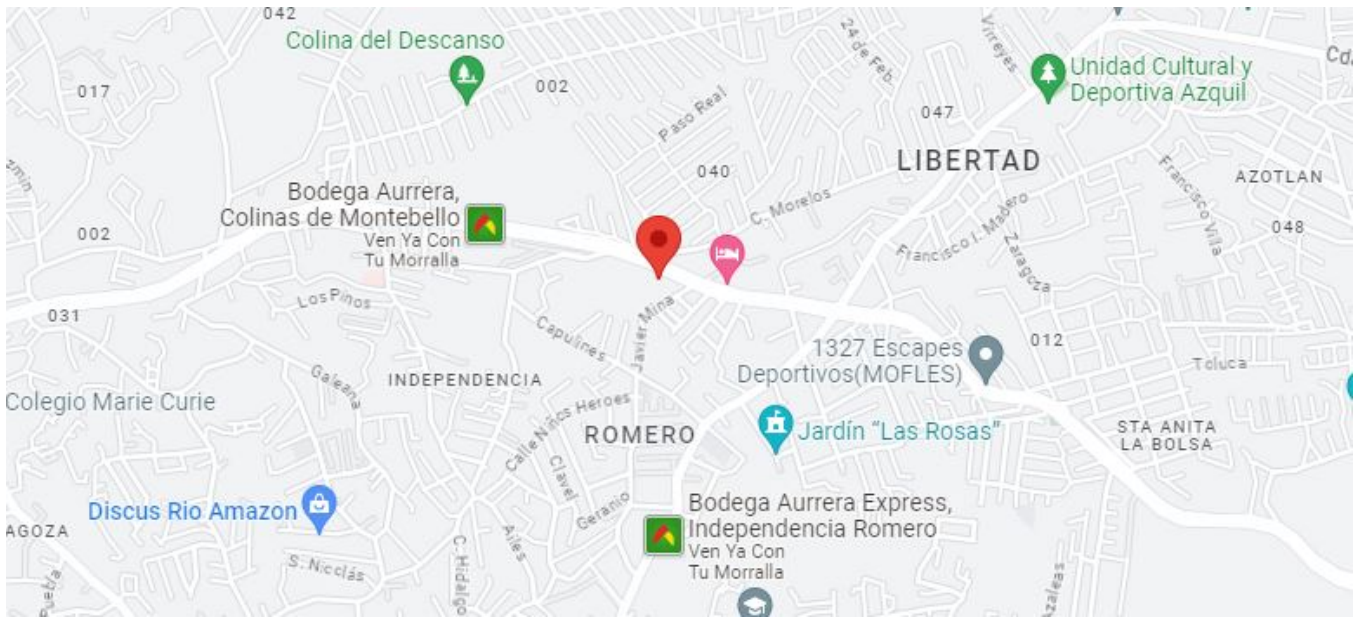 042
Colina del Descanso
017
002
24 de Feb.
Virreyes
Unidad Cultural y
Deportiva Azquil
Paso Real
047
LIBERTAD
040
C. Morelos
Francisco I. Madero
Zaragoza
Francisco Villa
AZOTLAN
048
Bodega Aurrera,
Colinas de Montebello
Ven Ya Con
Tu Morralla
002
031
Los Pinos
Capulines
Javier Mina
012
1327 Escapes
Deportivos(MOFLES)
Toluca
Galeana
INDEPENDENCIA
Colegio Marie Curie
Calle Niños Heroes
ROMERO
Jardín “Las Rosas”
STA ANITA
LA BOLSA
Clavel
Geranio
Discus Rio Amazon
Bodega Aurrera Express,
Independencia Romero
Ven Ya Con
Tu Morralla
AGOZA
Ailes
C. Hidalgo
S. Nicolás
Puebla
Azaleas